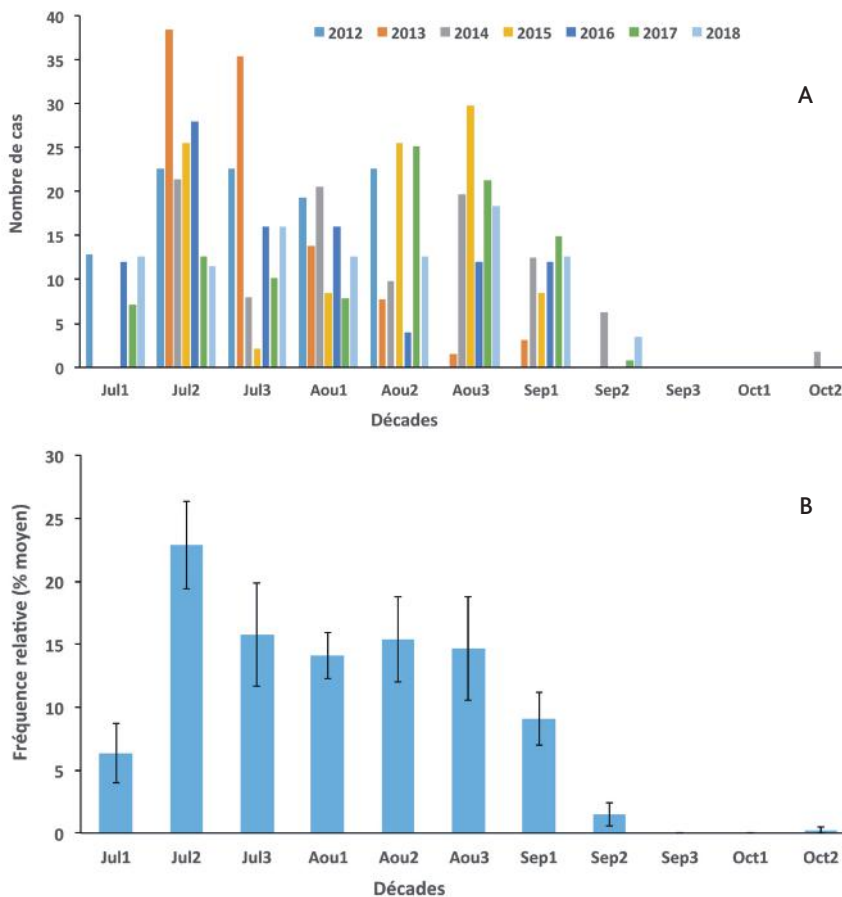 40
2012 2013 2014 2015 2016 2017 2018
35
A
30
25
20
15
10
5
0
Nombre de cas
Jul1 Jul2 Jul3 Aou1 Aou2 Aou3 Sep1 Sep2 Sep3 Oct1 Oct2
Décades
30
B
25
20
15
10
5
0
Fréquence relative (% moyen)
Jul1 Jul2 Jul3 Aou1 Aou2 Aou3 Sep1 Sep2 Sep3 Oct1 Oct2
Décades